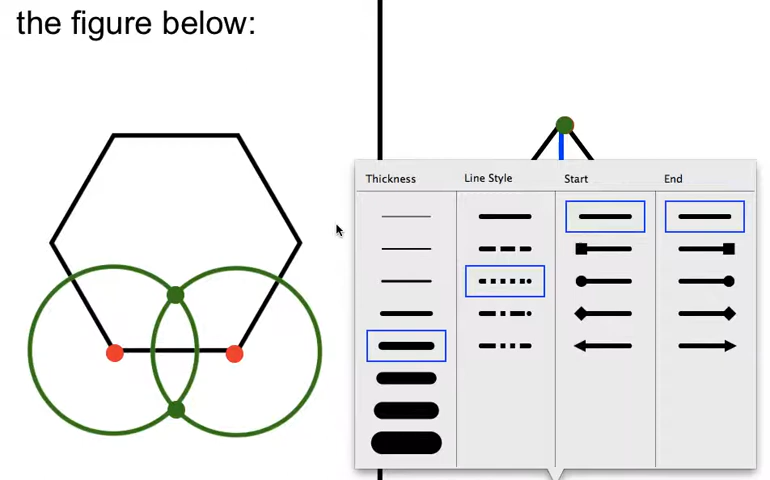 the figure below:
Thickness
Line Style
Start
End